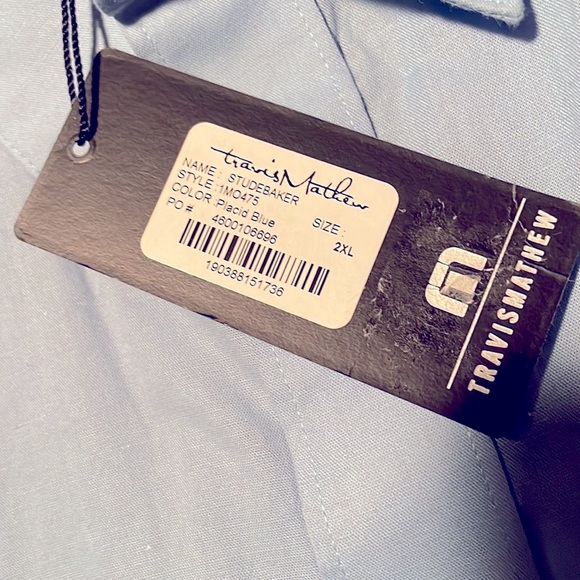 travisMathew
NAME : STUDEBAKER
STYLE :1MO475
COLOR :Placid Blue
SIZE :
PO # 4600106696
2XL
190388151736
TRAVISMATHEW